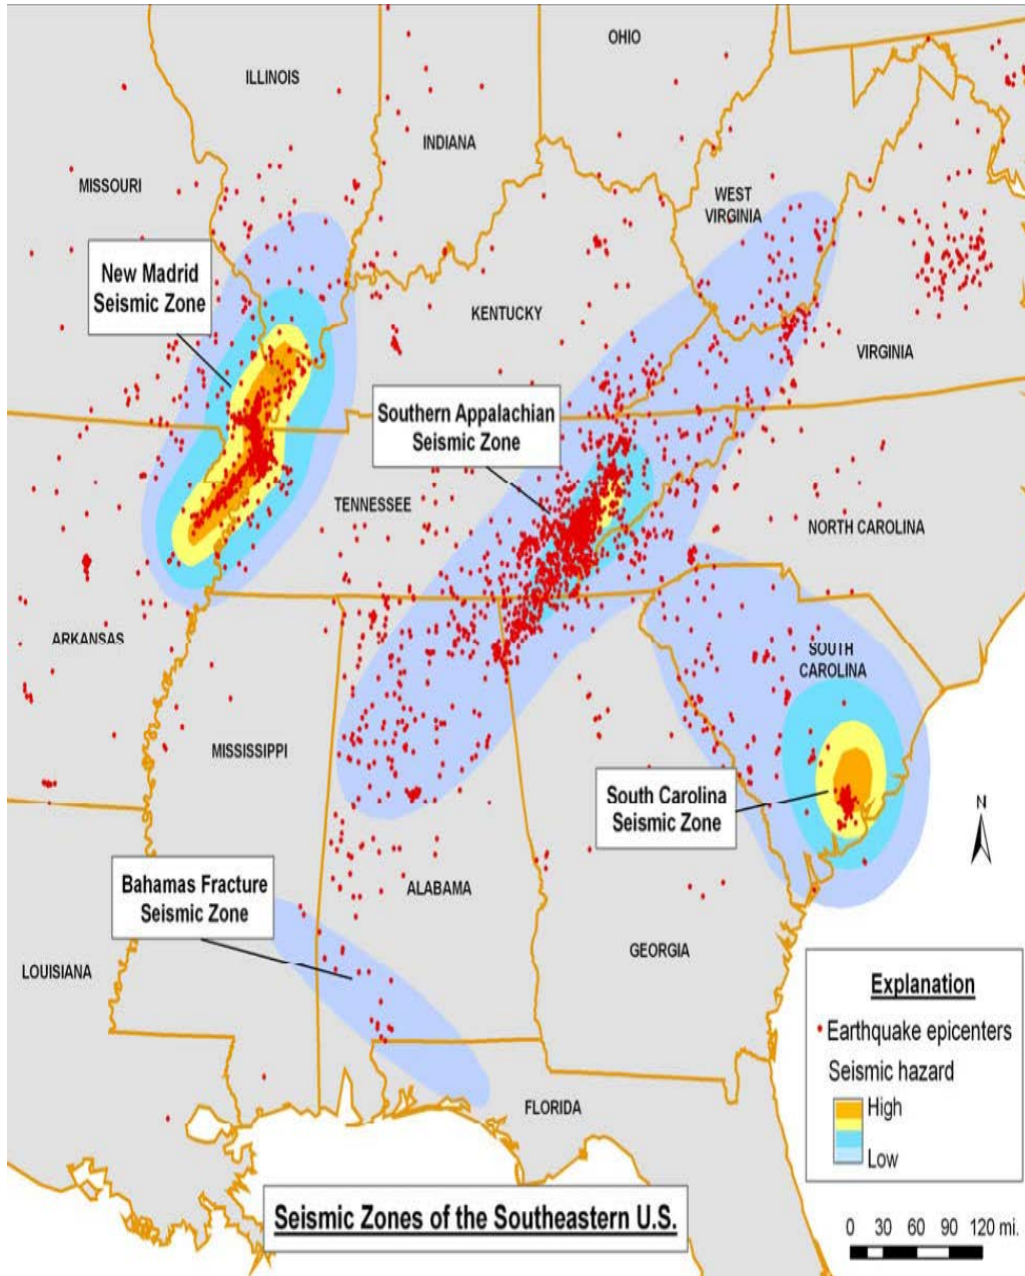 OHIO
ILLINOIS
INDIANA
MISSOURI
WEST
VIRGINIA
New Madrid
Seismic Zone
KENTUCKY
VIRGINIA
Southern Appalachian
Seismic Zone
TENNESSEE
NORTH CAROLINA
ARKANSAS
SOUTH
CAROLINA
MISSISSIPPI
South Carolina
Seismic Zone
N
Bahamas Fracture
Seismic Zone
ALABAMA
GEORGIA
LOUISIANA
Explanation
Earthquake epicenters
Seismic hazard
High
Low
FLORIDA
Seismic Zones of the Southeastern U.S.
0 30 60 90 120 mi.